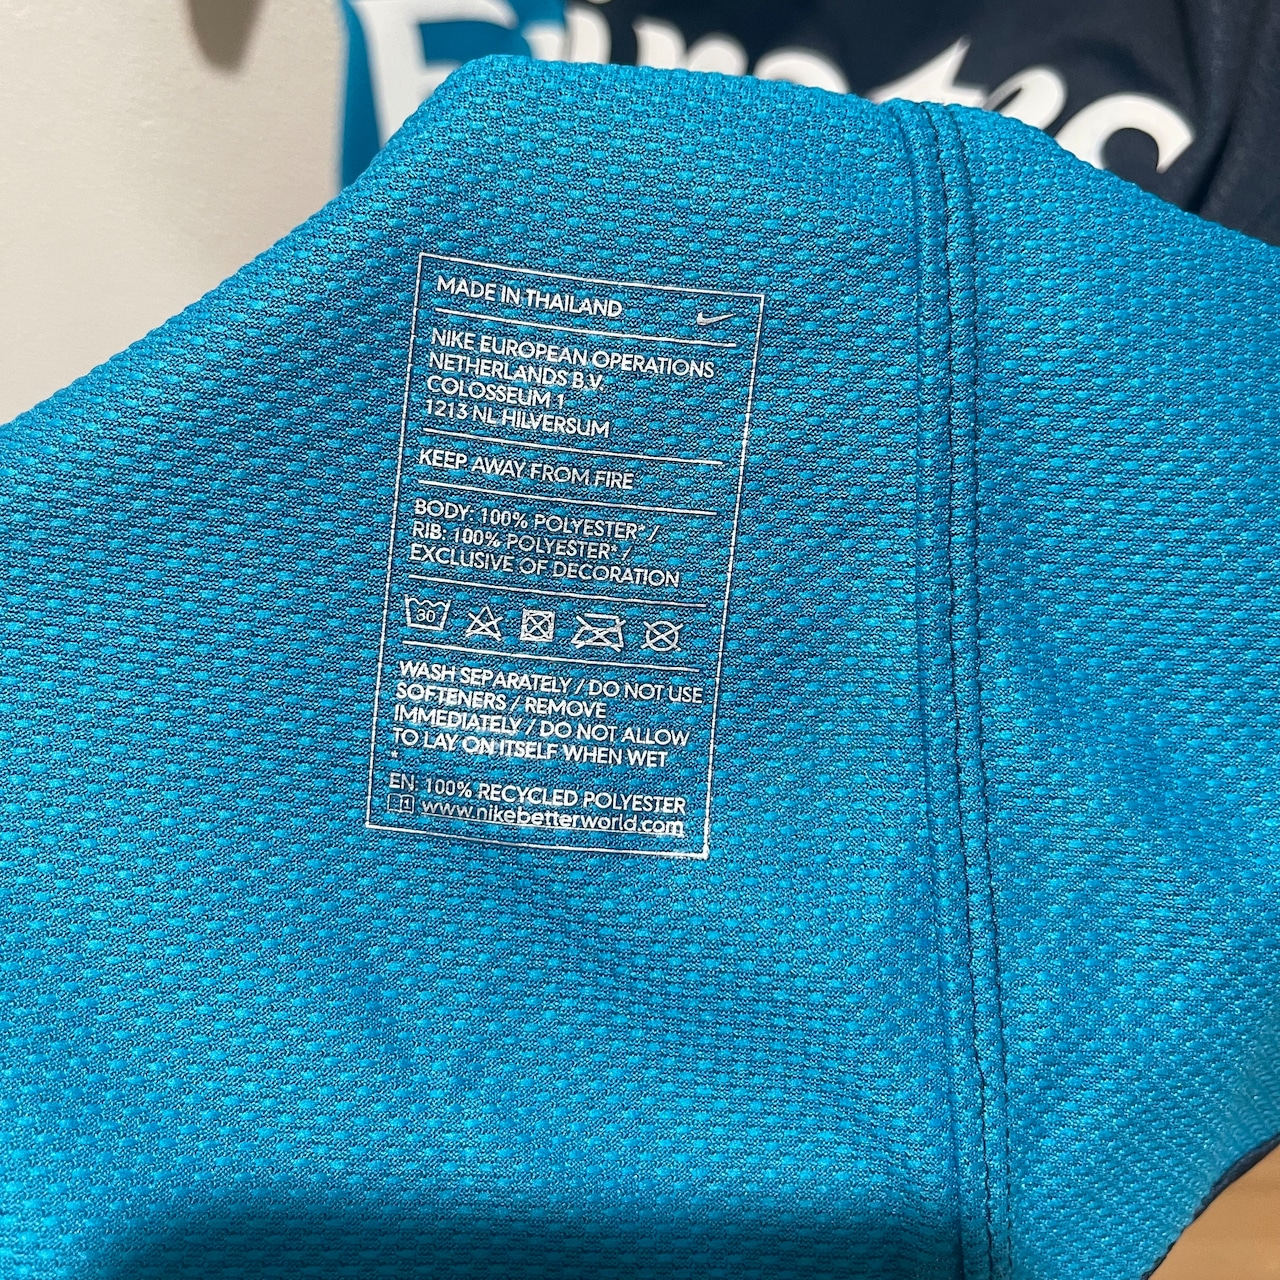 MADE IN THAILAND
NIKE EUROPEAN OPERATIONS
NETHERLANDS B.V.
COLOSSEUM 1
1213 NL HILVERSUM
KEEP AWAY FROM FIRE
BODY: 100% POLYESTER* /
RIB: 100% POLYESTER* /
EXCLUSIVE OF DECORATION
30
WASH SEPARATELY / DO NOT USE
SOFTENERS / REMOVE
IMMEDIATELY / DO NOT ALLOW
TO LAY ON ITSELF WHEN WET
*
EN: 100% RECYCLED POLYESTER
1 www.nikebetterworld.com